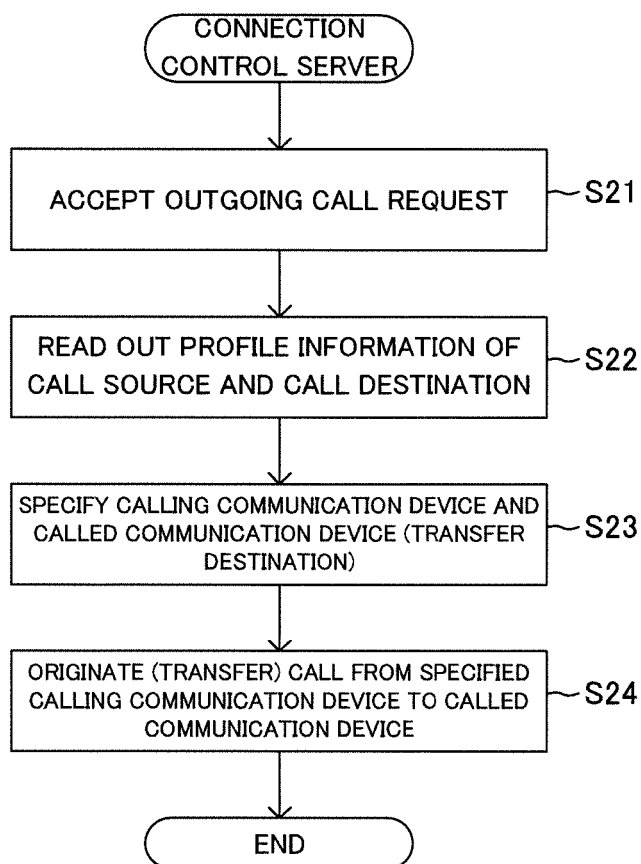 CONNECTION
CONTROL SERVER
ACCEPT OUTGOING CALL REQUEST
S21
READ OUT PROFILE INFORMATION OF
CALL SOURCE AND CALL DESTINATION
S22
SPECIFY CALLING COMMUNICATION DEVICE AND
CALLED COMMUNICATION DEVICE (TRANSFER
DESTINATION)
S23
ORIGINATE (TRANSFER) CALL FROM SPECIFIED
CALLING COMMUNICATION DEVICE TO CALLED
COMMUNICATION DEVICE
S24
END